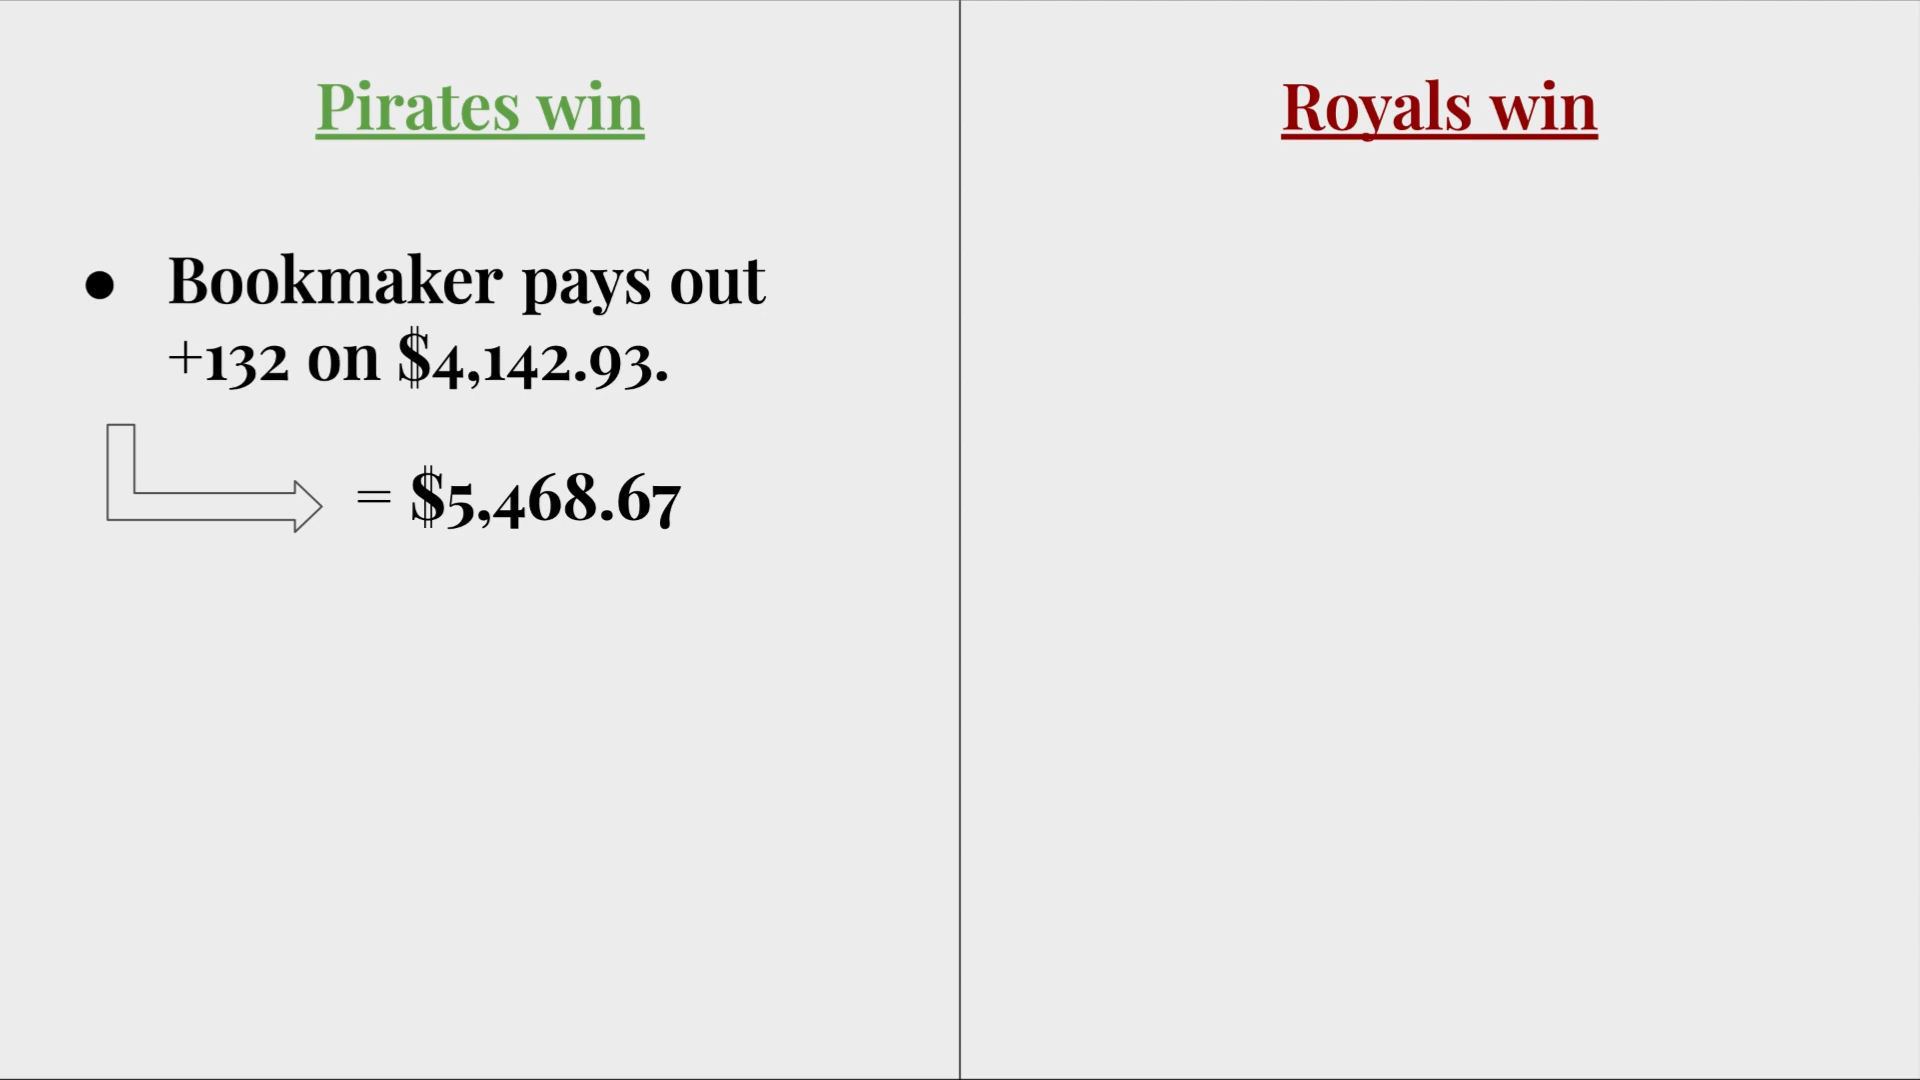 Pirates win
Royals win
● Bookmaker pays out
+132 on $4,142.93.
= $5,468.67